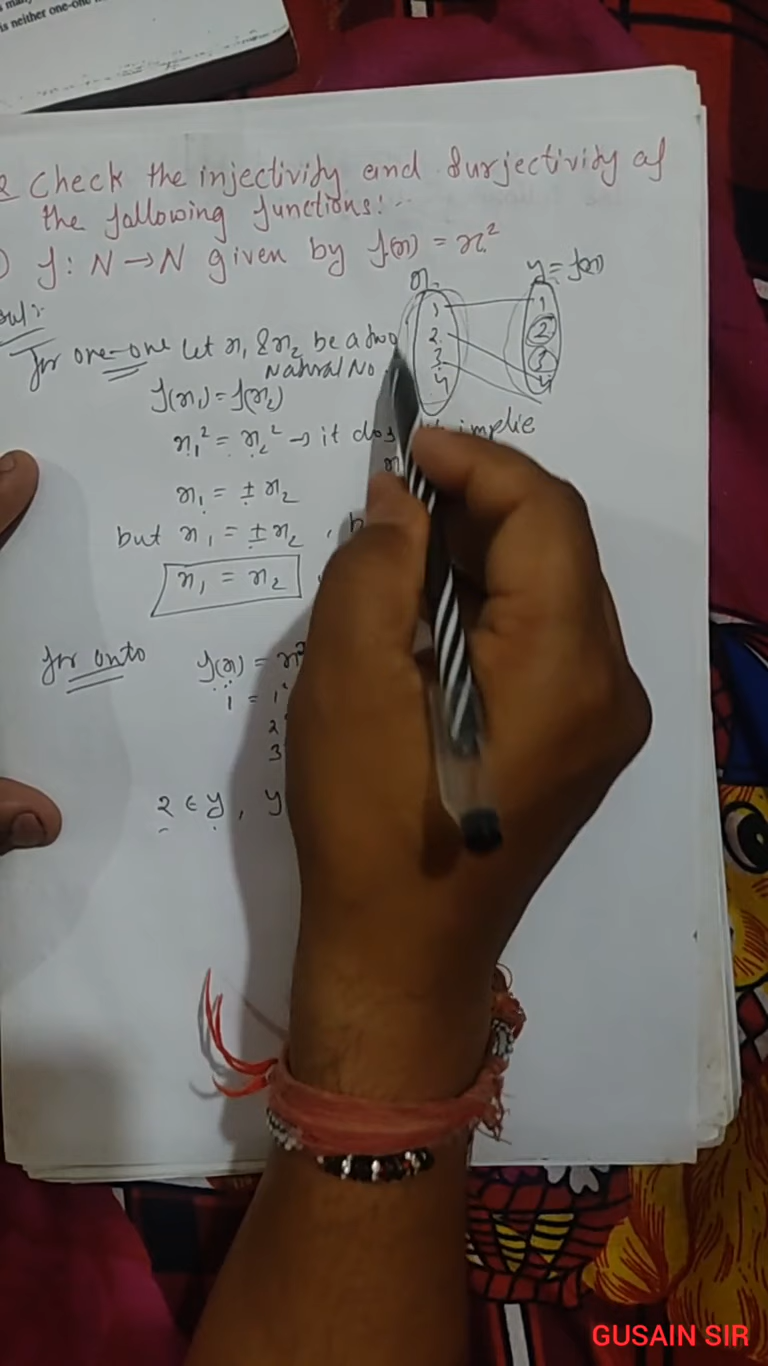 is neither one-one
2 Check the injectivity and Surjectivity of
the following functions:-
) f: N → N given by f(x) = x²
x
y = f(x)
1
2
3
4
1
2
3
4
Sol:
for one-one Let x₁ & x₂ be a two
Natural No
f(x₁) = f(x₂)
x₁² = x₂² → it implie
x₁ = ± x₂
but x₁ = ± x₂ ,
x₁ = x₂
for onto f(x) = x²
1 = 1²
2
3
2 ∈ y, y
GUSAIN SIR